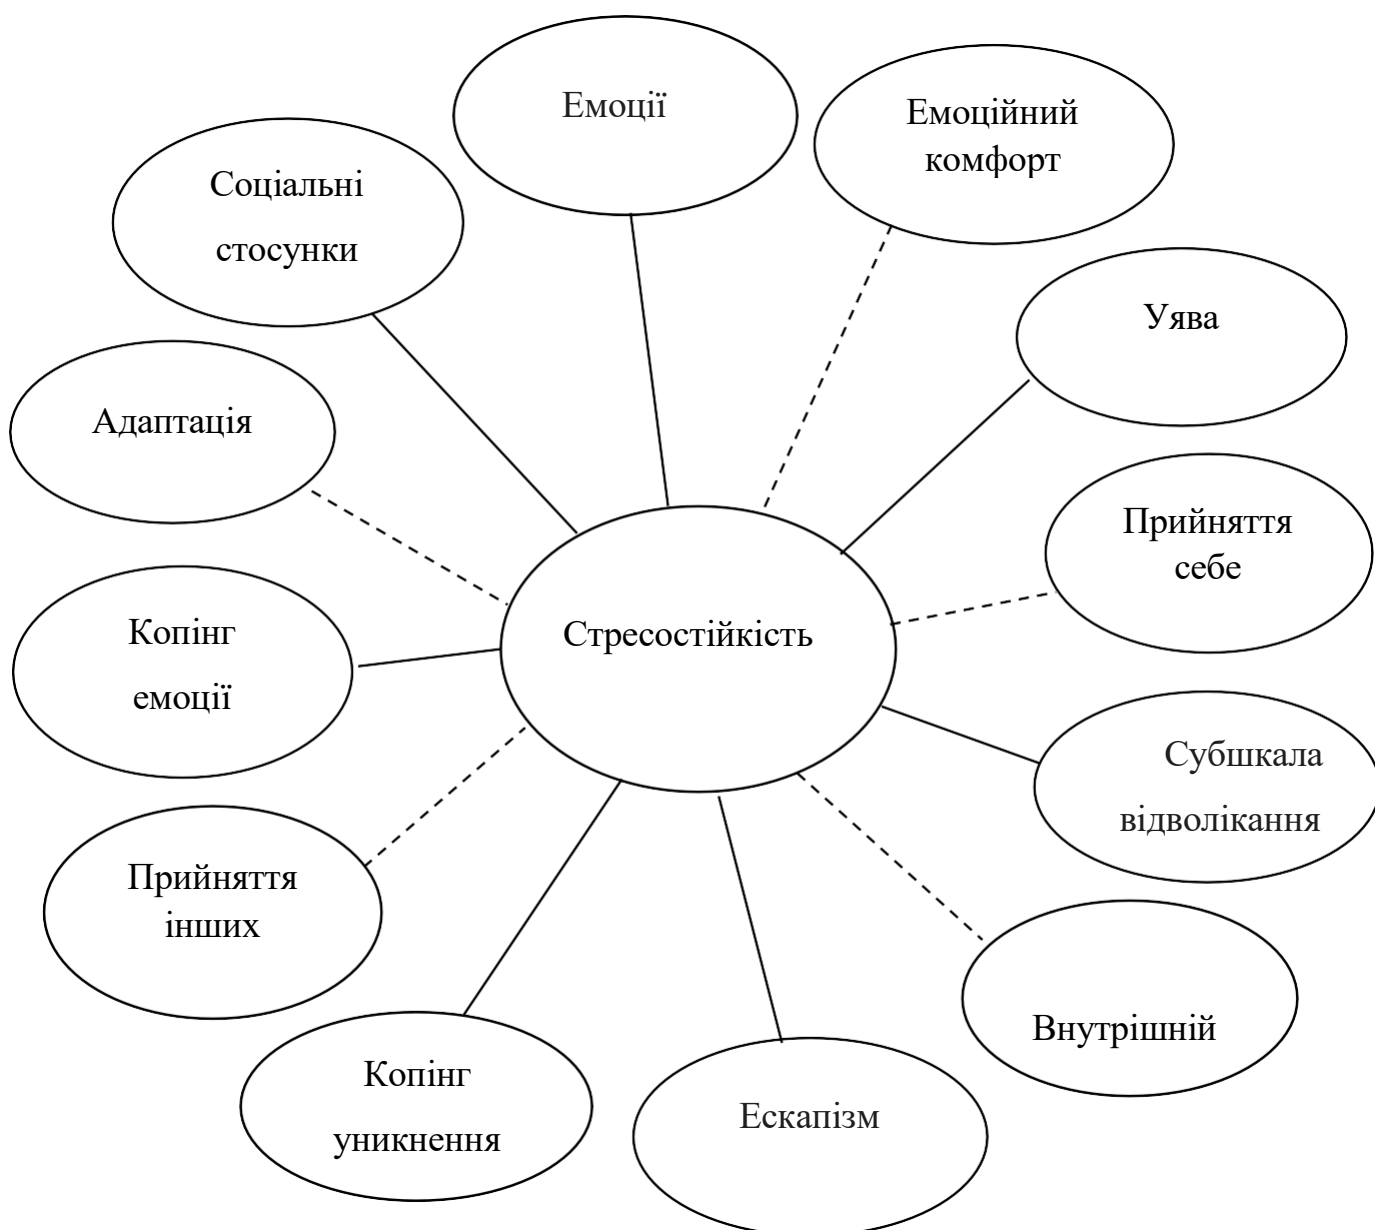 Емоції
Емоційний
комфорт
Соціальні
стосунки
Уява
Адаптація
Прийняття
себе
Стресостійкість
Копінг
емоції
Субшкала
відволікання
Прийняття
інших
Внутрішній
Копінг
уникнення
Ескапізм